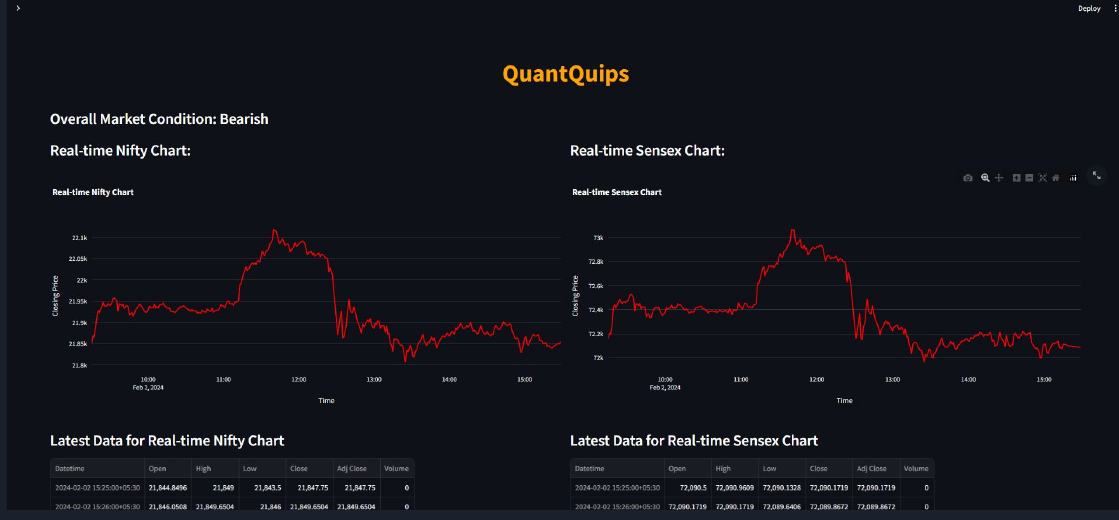 Deploy
QuantQuips
Overall Market Condition: Bearish
Real-time Nifty Chart:
Real-time Nifty Chart
22.1k
22.05k
22k
21.95k
21.9k
21.85k
21.8k
Closing Price
10:00 11:00 12:00 13:00 14:00 15:00
Feb 2, 2024
Time
Real-time Sensex Chart:
Real-time Sensex Chart
73k
72.8k
72.6k
72.4k
72.2k
72k
Closing Price
10:00 11:00 12:00 13:00 14:00 15:00
Feb 2, 2024
Time
Latest Data for Real-time Nifty Chart
Datetime Open High Low Close Adj Close Volume
2024-02-02 15:25:00+05:30 21,844.8496 21,849 21,843.5 21,847.75 21,847.75 0
2024-02-02 15:26:00+05:30 21,846.0508 21,849.6504 21,846 21,849.6504 21,849.6504 0
Latest Data for Real-time Sensex Chart
Datetime Open High Low Close Adj Close Volume
2024-02-02 15:25:00+05:30 72,090.5 72,090.9609 72,090.1328 72,090.1719 72,090.1719 0
2024-02-02 15:26:00+05:30 72,090.1719 72,090.1719 72,089.6406 72,089.8672 72,089.8672 0